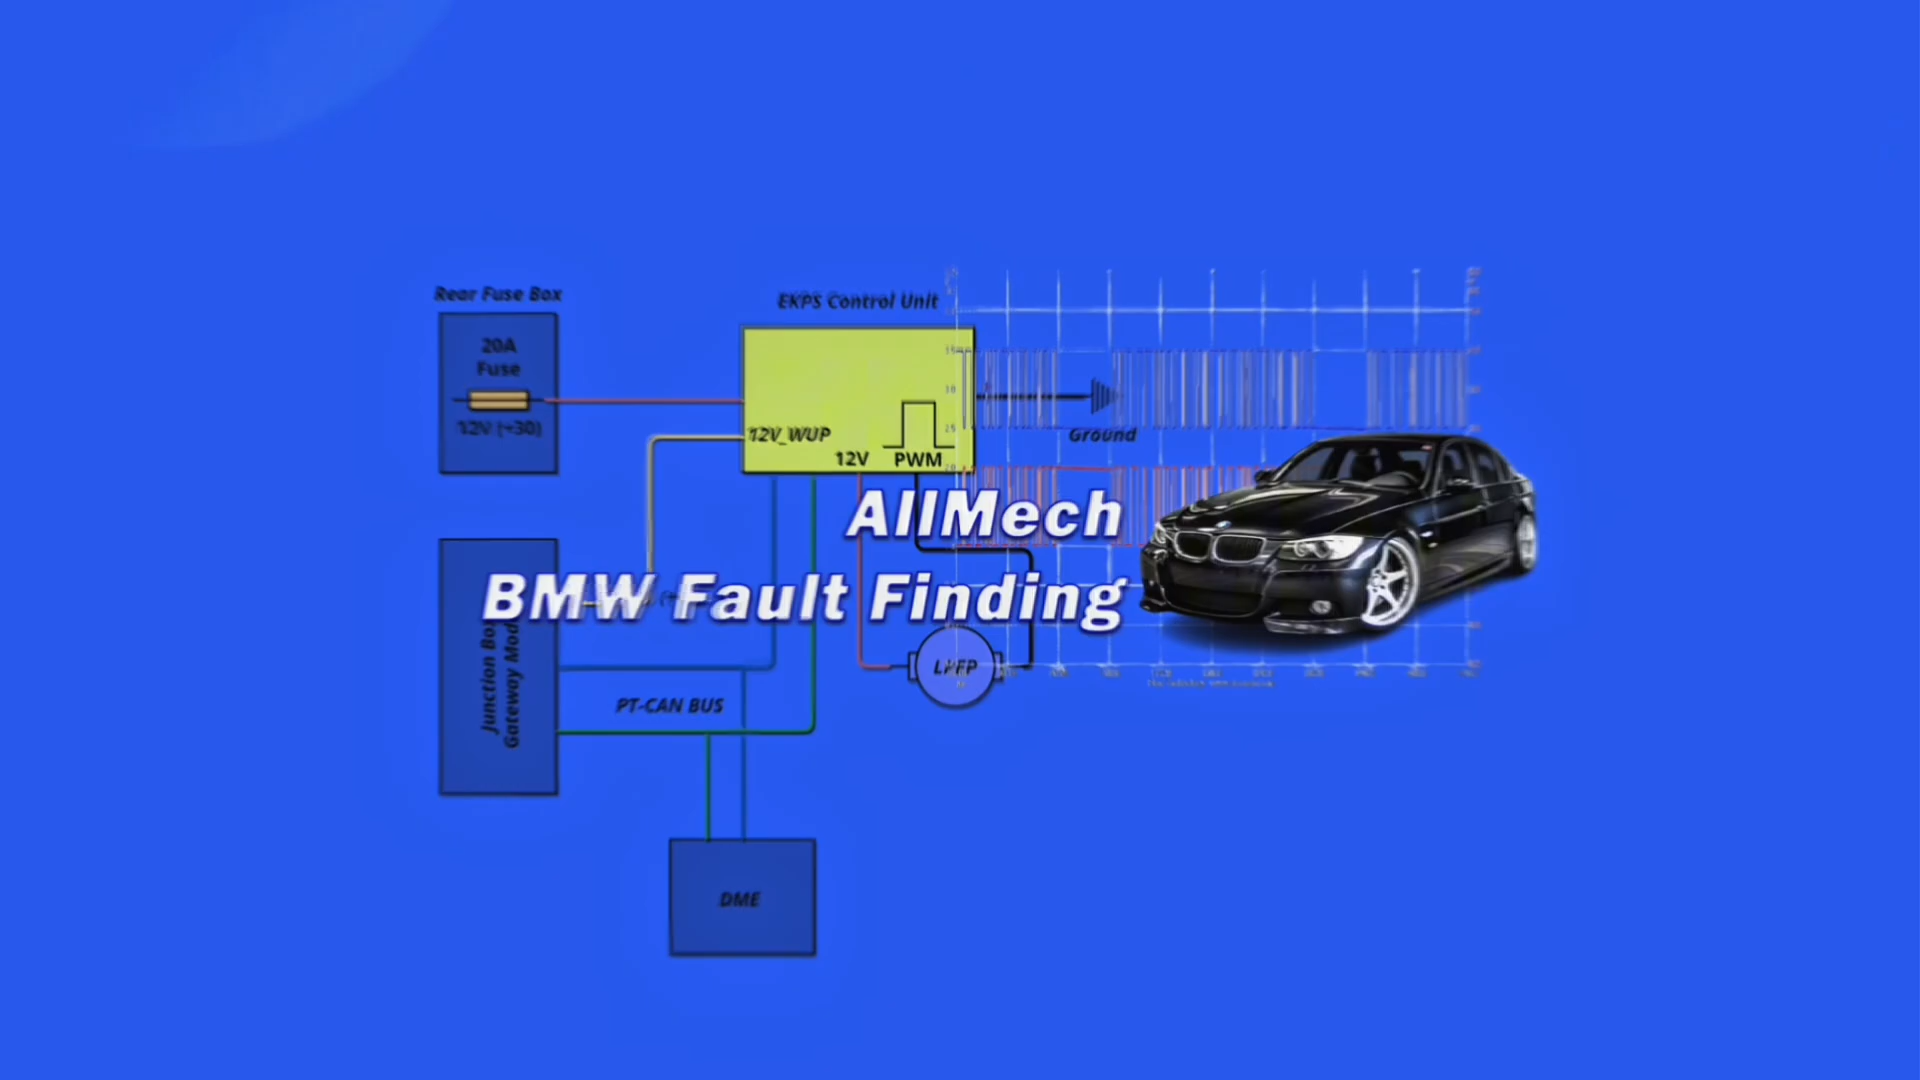 Rear Fuse Box
20A
Fuse
12V (+30)
EKPS Control Unit
12V_WUP
12V
PWM
Ground
AllMech
BMW Fault Finding
Junction Box
Gateway
LPFP
PT-CAN BUS
DME